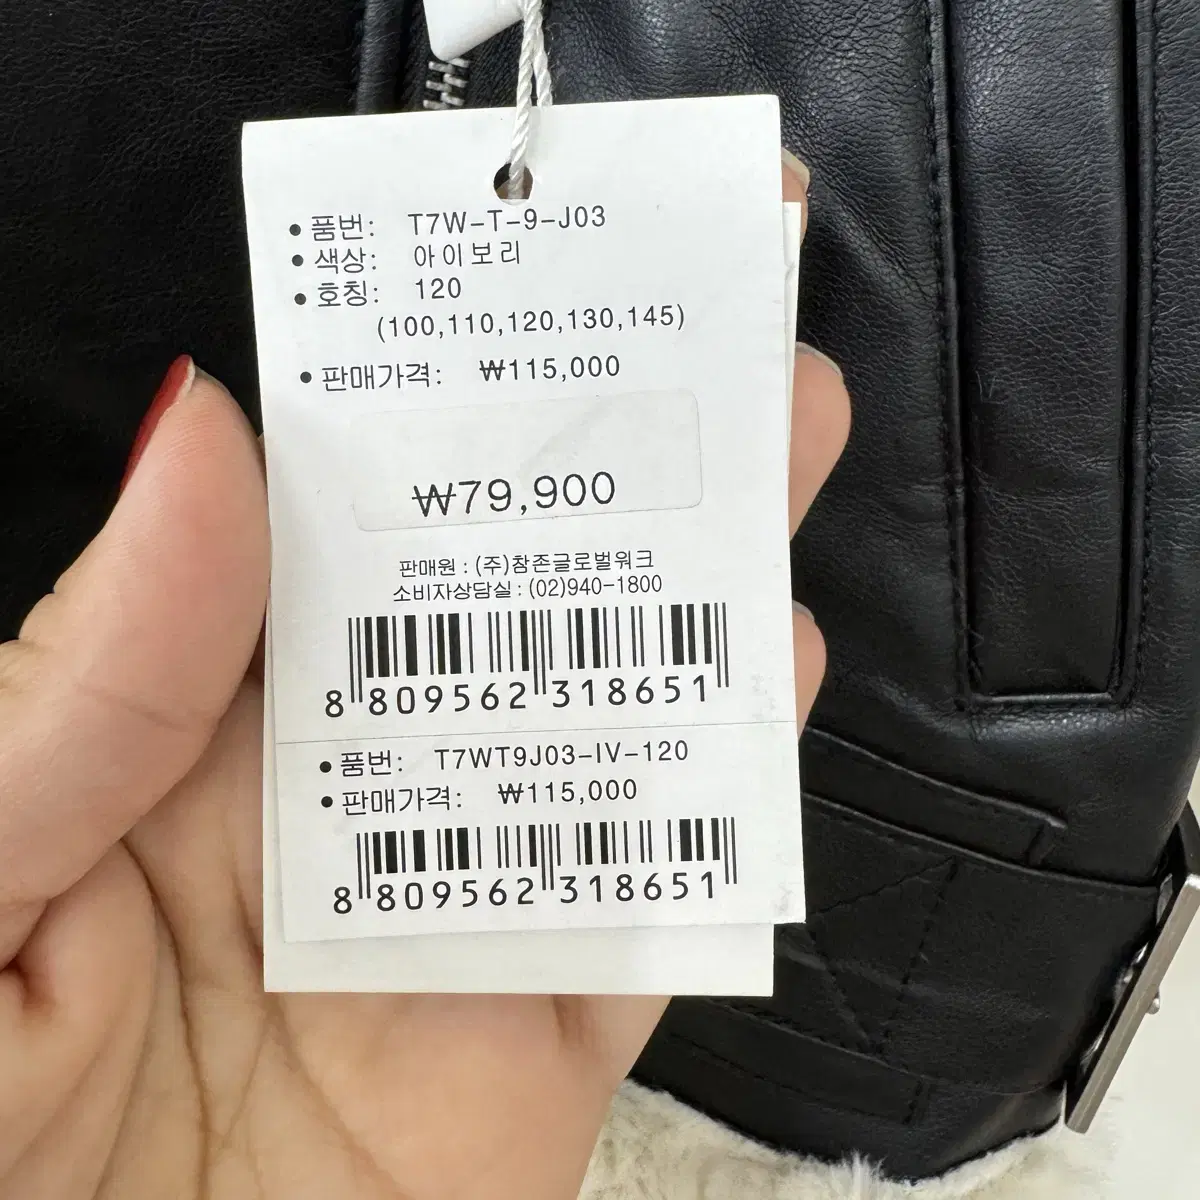 • 품번: T7W-T-9-J03
• 색상: 아이보리
• 호칭: 120
(100,110,120,130,145)
• 판매가격: ₩115,000
₩79,900
판매원 : (주)참존글로벌워크
소비자상담실 : (02)940-1800
8 809562 318651
• 품번: T7WT9J03-IV-120
• 판매가격: ₩115,000
8 809562 318651